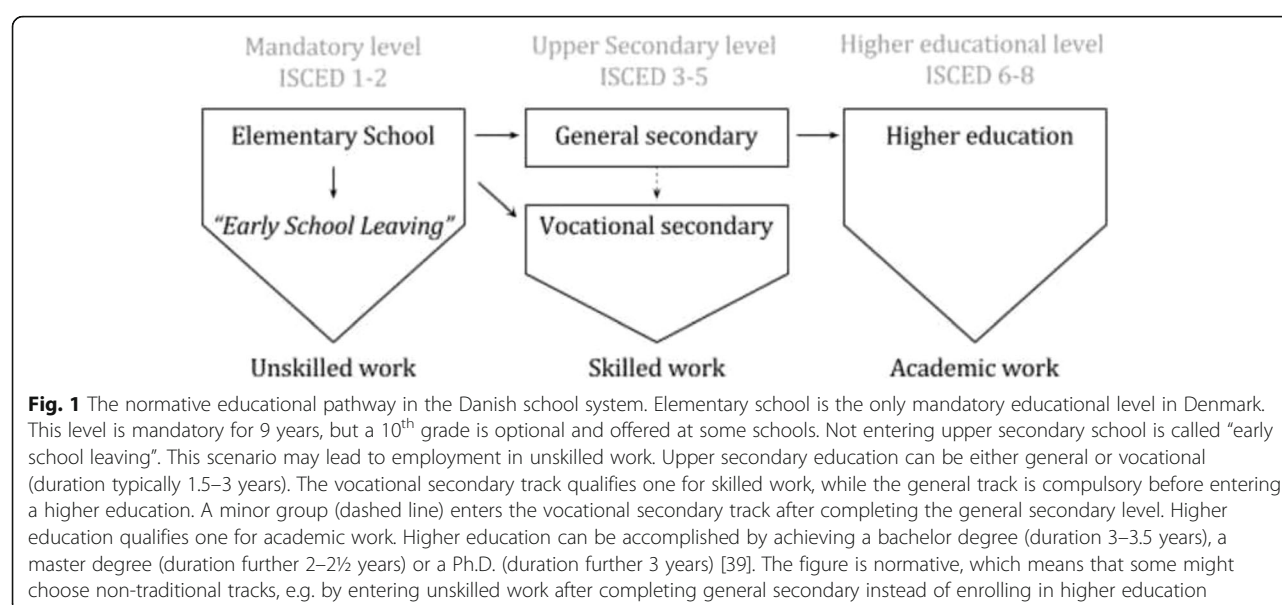 Mandatory level
ISCED 1-2
Upper Secondary level
ISCED 3-5
Higher educational level
ISCED 6-8
Elementary School
General secondary
Higher education
"Early School Leaving"
Vocational secondary
Unskilled work
Skilled work
Academic work
Fig. 1 The normative educational pathway in the Danish school system. Elementary school is the only mandatory educational level in Denmark.
This level is mandatory for 9 years, but a 10th grade is optional and offered at some schools. Not entering upper secondary school is called “early
school leaving”. This scenario may lead to employment in unskilled work. Upper secondary education can be either general or vocational
(duration typically 1.5–3 years). The vocational secondary track qualifies one for skilled work, while the general track is compulsory before entering
a higher education. A minor group (dashed line) enters the vocational secondary track after completing the general secondary level. Higher
education qualifies one for academic work. Higher education can be accomplished by achieving a bachelor degree (duration 3–3.5 years), a
master degree (duration further 2–2½ years) or a Ph.D. (duration further 3 years) [39]. The figure is normative, which means that some might
choose non-traditional tracks, e.g. by entering unskilled work after completing general secondary instead of enrolling in higher education